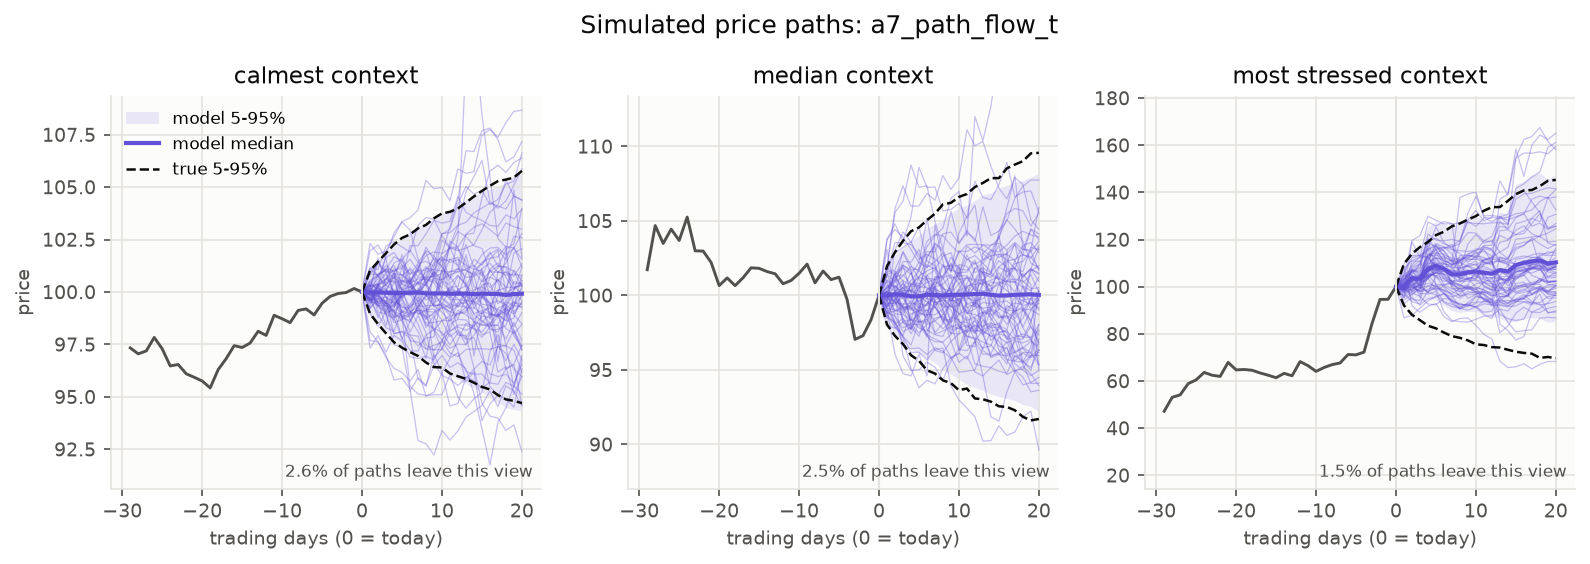 Simulated price paths: a7_path_flow_t
calmest context
107.5
105.0
102.5
100.0
97.5
95.0
92.5
price
model 5-95%
model median
true 5-95%
2.6% of paths leave this view
−30 −20 −10 0 10 20
trading days (0 = today)
median context
110
105
100
95
90
price
2.5% of paths leave this view
−30 −20 −10 0 10 20
trading days (0 = today)
most stressed context
180
160
140
120
100
80
60
40
20
price
1.5% of paths leave this view
−30 −20 −10 0 10 20
trading days (0 = today)